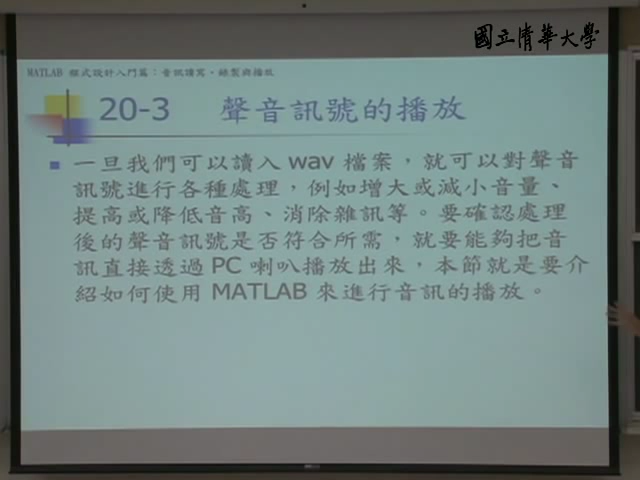 國立清華大學
MATLAB 程式設計入門篇：音訊讀寫、錄製與播放
20-3 聲音訊號的播放
一旦我們可以讀入 wav 檔案，就可以對聲音
訊號進行各種處理，例如增大或減小音量、
提高或降低音高、消除雜訊等。要確認處理
後的聲音訊號是否符合所需，就要能夠把音
訊直接透過 PC 喇叭播放出來，本節就是要介
紹如何使用 MATLAB 來進行音訊的播放。